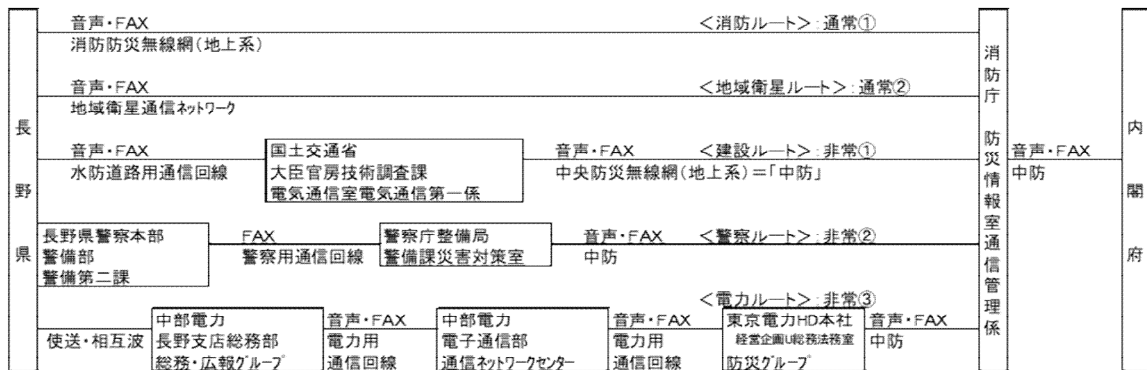 長野県
音声・FAX
<消防ルート>：通常①
消防防災無線網(地上系)
音声・FAX
<地域衛星ルート>：通常②
地域衛星通信ネットワーク
音声・FAX
水防道路用通信回線
国土交通省
大臣官房技術調査課
電気通信室電気通信第一係
音声・FAX
<建設ルート>：非常①
中央防災無線網(地上系)＝「中防」
長野県警察本部
警備部
警備第二課
FAX
警察用通信回線
警察庁整備局
警備課災害対策室
音声・FAX
<警察ルート>：非常②
中防
<電力ルート>：非常③
使送・相互波
中部電力
長野支店総務部
総務・広報グループ
音声・FAX
電力用
通信回線
中部電力
電子通信部
通信ネットワークセンター
音声・FAX
電力用
通信回線
東京電力HD本社
経営企画U総務法務室
防災グループ
音声・FAX
中防
消防庁 防災情報室通信管理係
音声・FAX
中防
内閣府